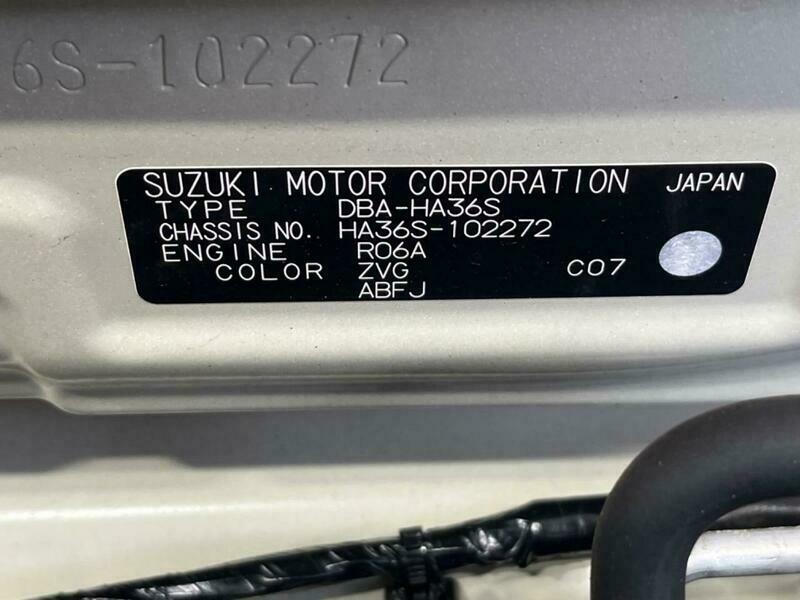 6S-102272
SUZUKI MOTOR CORPORATION JAPAN
TYPE DBA-HA36S
CHASSIS NO. HA36S-102272
ENGINE R06A
COLOR ZVG C07
ABFJ